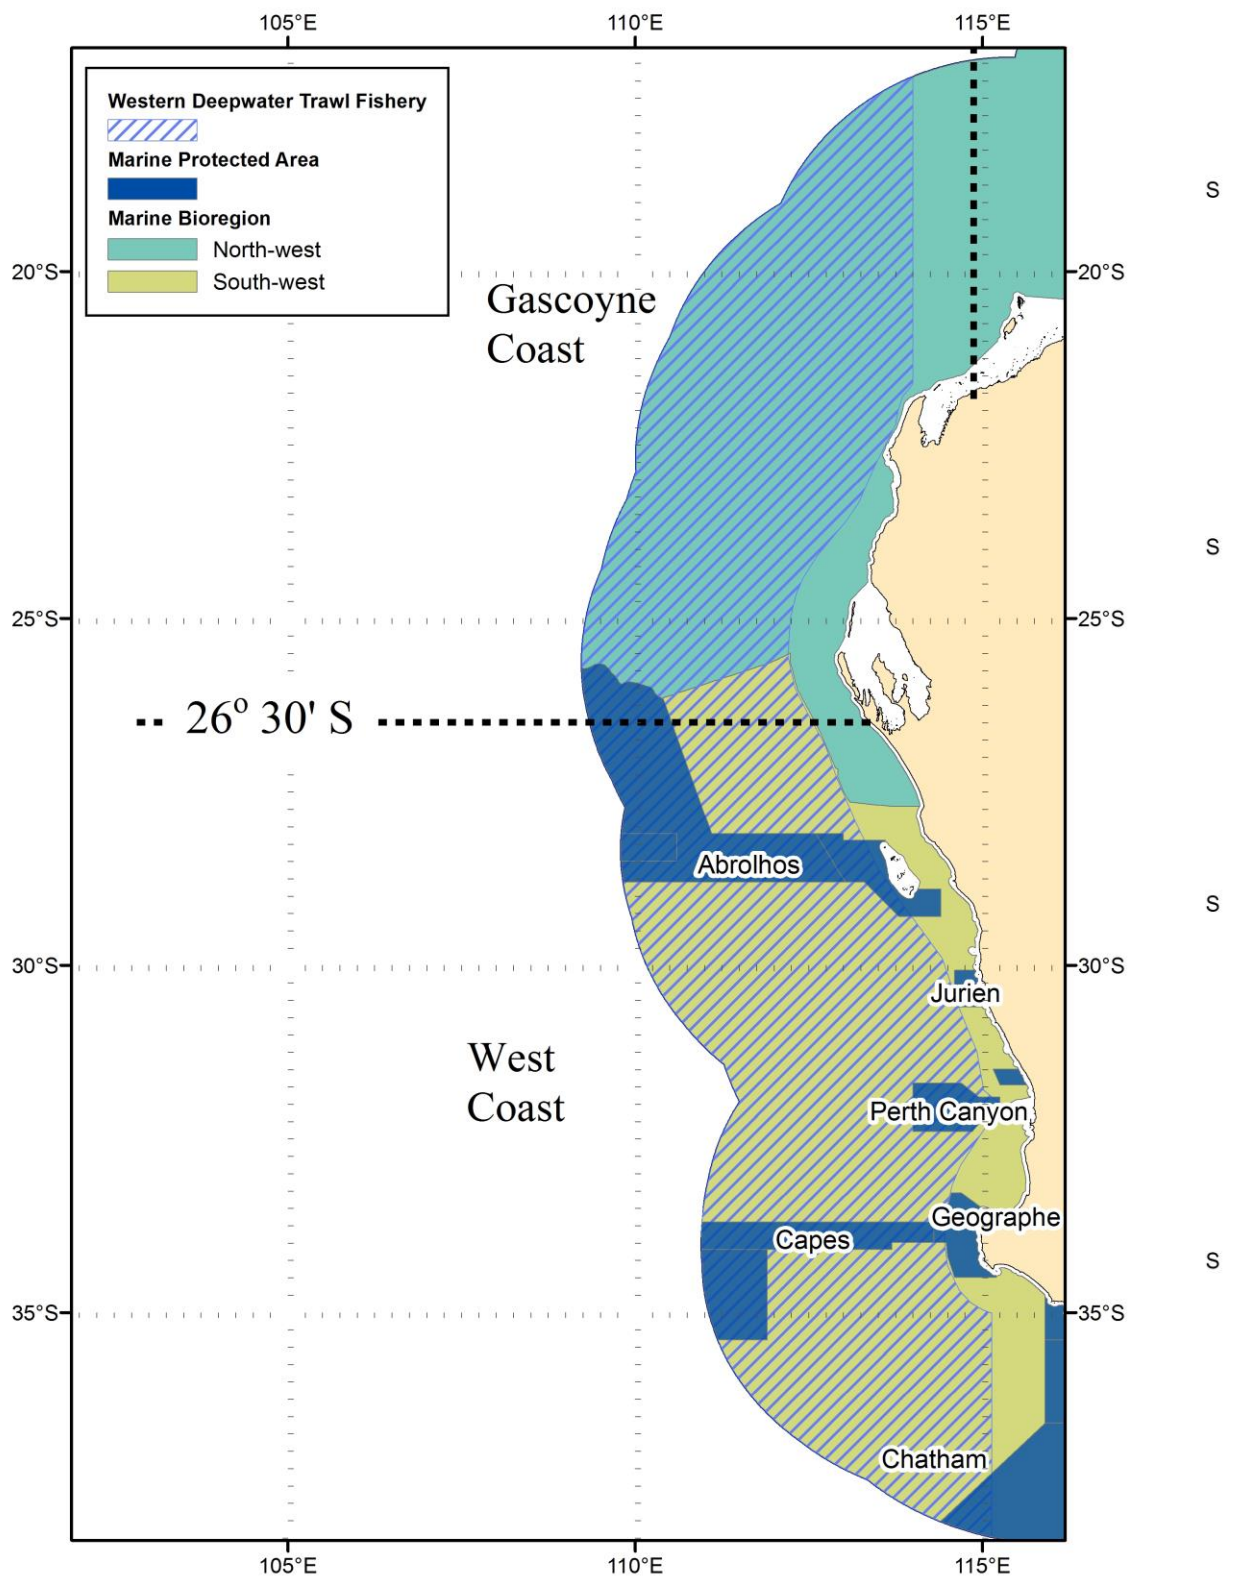 105°E 110°E 115°E
Western Deepwater Trawl Fishery
Marine Protected Area
Marine Bioregion
North-west
South-west
S
20°S 20°S
Gascoyne
Coast
S
25°S 25°S
26° 30' S
Abrolhos
S
30°S 30°S
Jurien
West
Coast
Perth Canyon
Geographe
Capes
S
35°S 35°S
Chatham
105°E 110°E 115°E